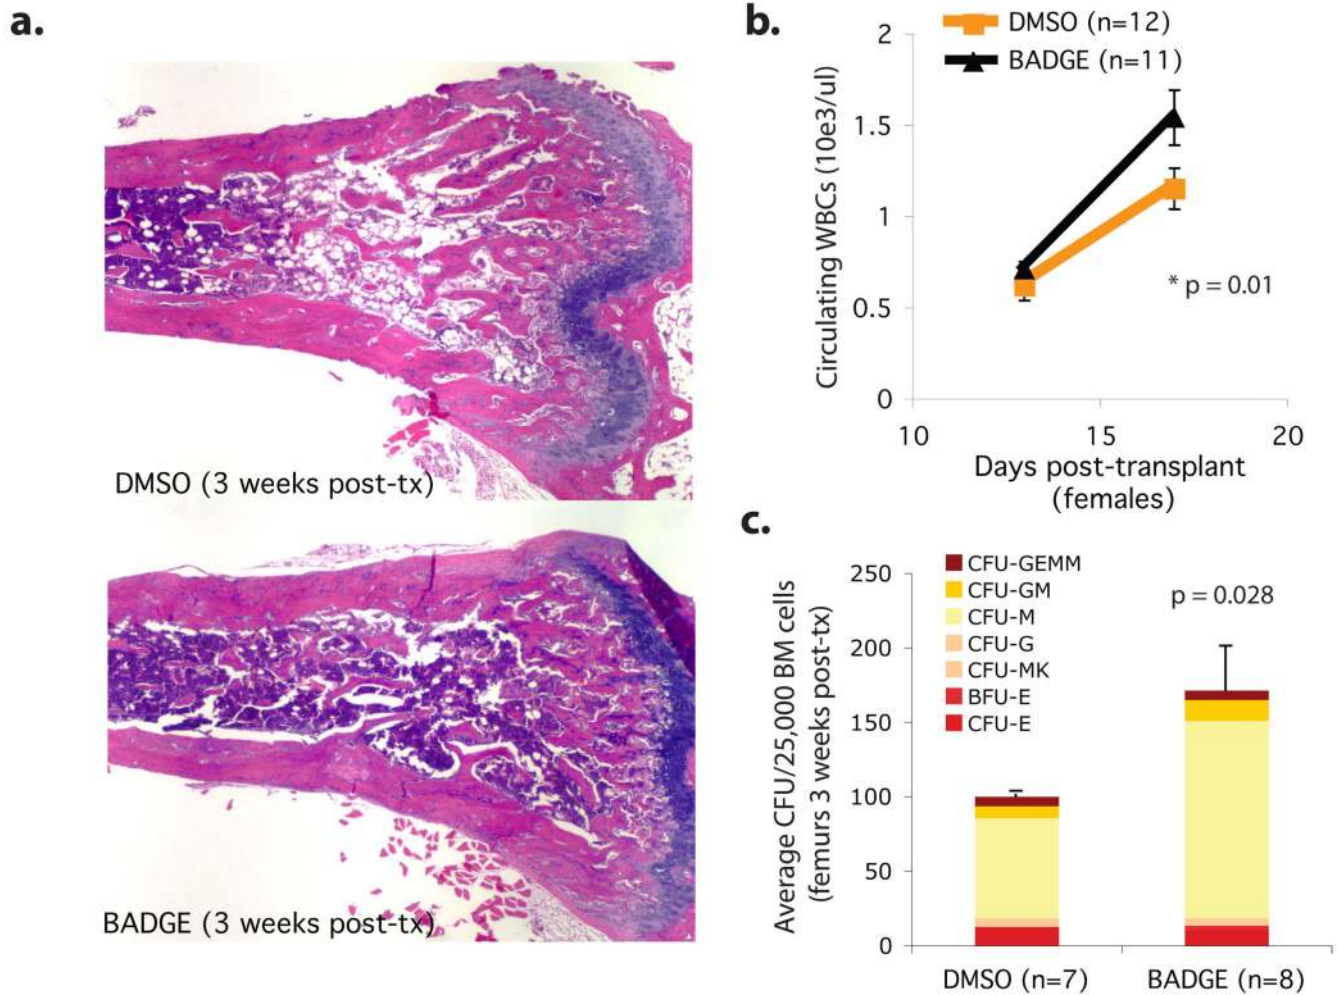 a.
DMSO (3 weeks post-tx)
BADGE (3 weeks post-tx)
b.
DMSO (n=12)
BADGE (n=11)
Circulating WBCs (10e3/ul)
2
1.5
1
0.5
0
* p = 0.01
10
15
20
Days post-transplant
(females)
c.
Average CFU/25,000 BM cells
(femurs 3 weeks post-tx)
250
200
150
100
50
0
CFU-GEMM
CFU-GM
CFU-M
CFU-G
CFU-MK
BFU-E
CFU-E
p = 0.028
DMSO (n=7)
BADGE (n=8)